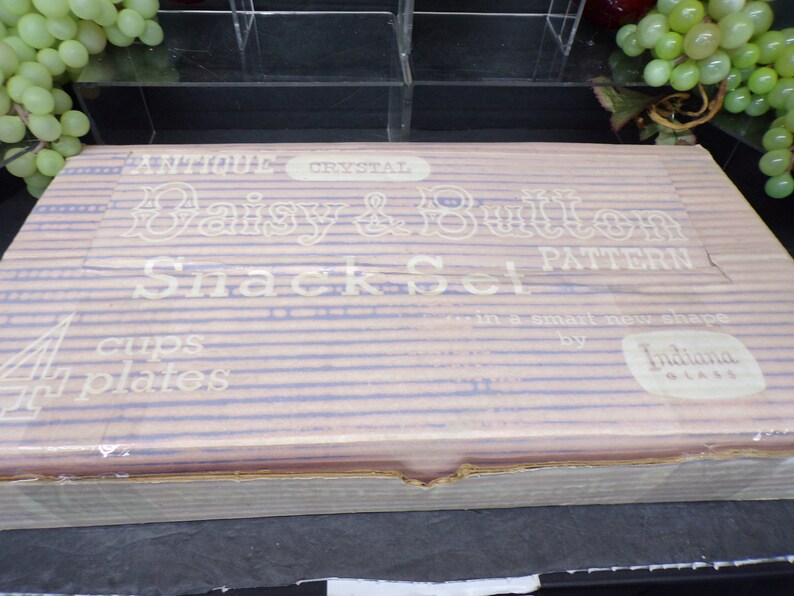 ANTIQUE CRYSTAL
Daisy & Button
PATTERN
Snack Set
...in a smart new shape
by
Indiana
GLASS
4 cups
plates